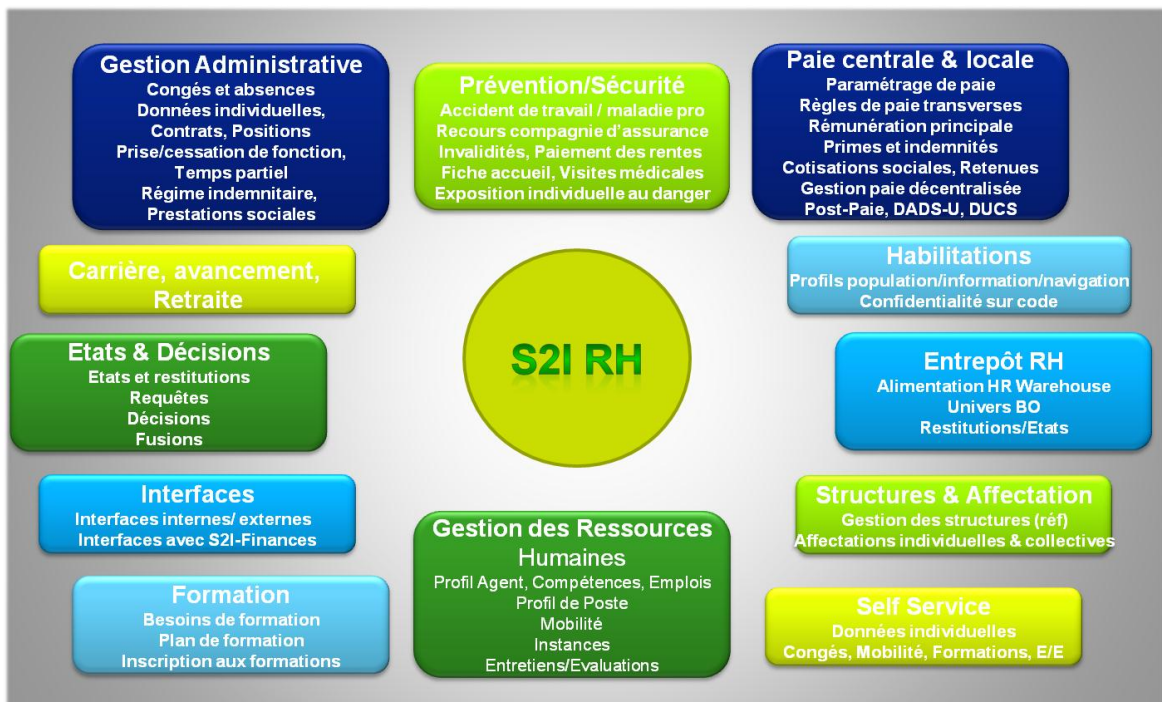 Gestion Administrative
Congés et absences
Données individuelles,
Contrats, Positions
Prise/cessation de fonction,
Temps partiel
Régime indemnitaire,
Prestations sociales
Prévention/Sécurité
Accident de travail / maladie pro
Recours compagnie d'assurance
Invalidités, Paiement des rentes
Fiche accueil, Visites médicales
Exposition individuelle au danger
Paie centrale & locale
Paramétrage de paie
Règles de paie transverses
Rémunération principale
Primes et indemnités
Cotisations sociales, Retenues
Gestion paie décentralisée
Post-Paie, DADS-U, DUCS
Carrière, avancement,
Retraite
Habilitations
Profils population/information/navigation
Confidentialité sur code
S2I RH
Etats & Décisions
Etats et restitutions
Requêtes
Décisions
Fusions
Entrepôt RH
Alimentation HR Warehouse
Univers BO
Restitutions/Etats
Interfaces
Interfaces internes/ externes
Interfaces avec S2I-Finances
Gestion des Ressources
Humaines
Profil Agent, Compétences, Emplois
Profil de Poste
Mobilité
Instances
Entretiens/Evaluations
Structures & Affectation
Gestion des structures (réf)
Affectations individuelles & collectives
Formation
Besoins de formation
Plan de formation
Inscription aux formations
Self Service
Données individuelles
Congés, Mobilité, Formations, E/E